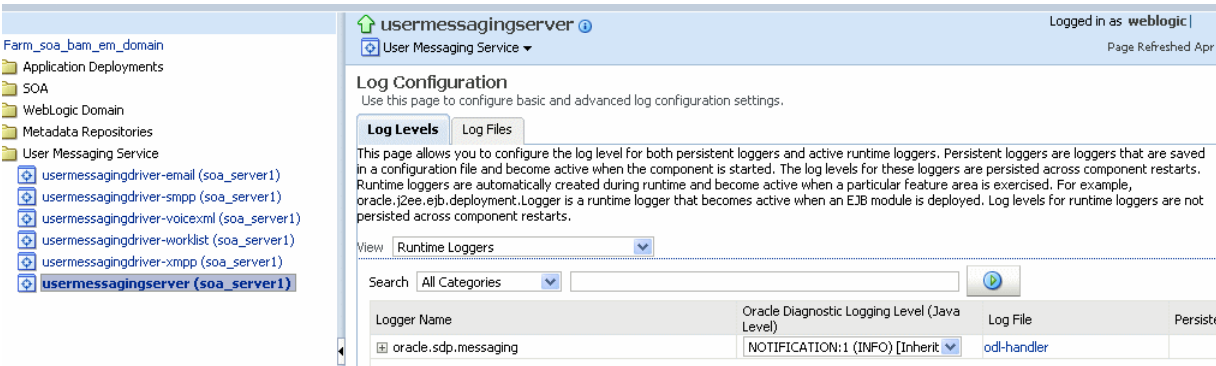 Farm_soa_bam_em_domain
Application Deployments
SOA
WebLogic Domain
Metadata Repositories
User Messaging Service
usermessagingdriver-email (soa_server1)
usermessagingdriver-smpp (soa_server1)
usermessagingdriver-voicexml (soa_server1)
usermessagingdriver-worklist (soa_server1)
usermessagingdriver-xmpp (soa_server1)
usermessagingserver (soa_server1)
usermessagingserver
Logged in as weblogic|
User Messaging Service
Page Refreshed Apr
Log Configuration
Use this page to configure basic and advanced log configuration settings.
Log Levels Log Files
This page allows you to configure the log level for both persistent loggers and active runtime loggers. Persistent loggers are loggers that are saved
in a configuration file and become active when the component is started. The log levels for these loggers are persisted across component restarts.
Runtime loggers are automatically created during runtime and become active when a particular feature area is exercised. For example,
oracle.j2ee.ejb.deployment.Logger is a runtime logger that becomes active when an EJB module is deployed. Log levels for runtime loggers are not
persisted across component restarts.
View Runtime Loggers
Search All Categories
Logger Name
Oracle Diagnostic Logging Level (Java
Level)
Log File
Persiste
oracle.sdp.messaging
NOTIFICATION:1 (INFO) [Inherit
odl-handler